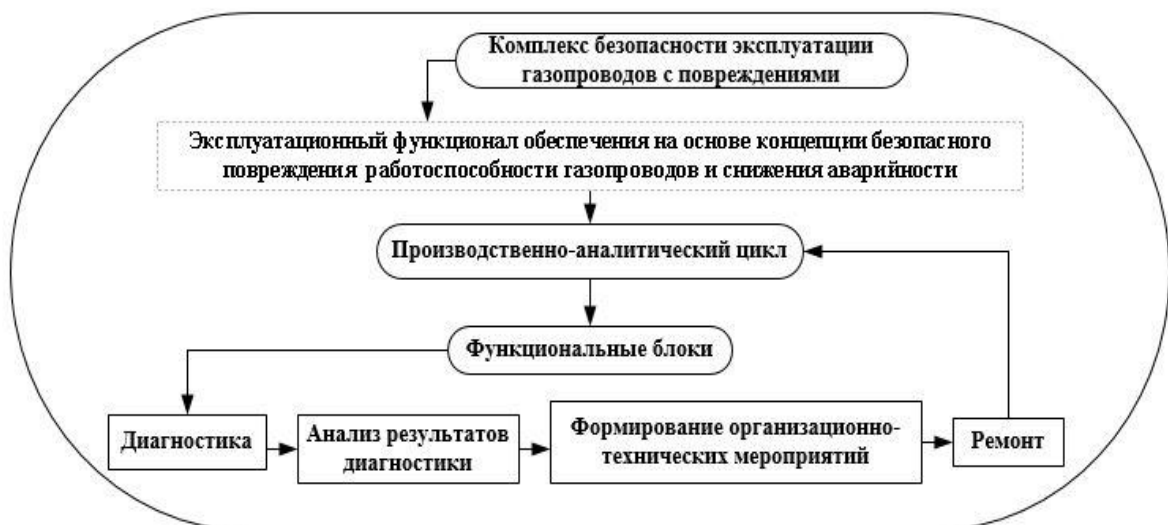 Комплекс безопасности эксплуатации
газопроводов с повреждениями
Эксплуатационный функционал обеспечения на основе концепции безопасного
повреждения работоспособности газопроводов и снижения аварийности
Производственно-аналитический цикл
Функциональные блоки
Диагностика
Анализ результатов
диагностики
Формирование организационно-
технических мероприятий
Ремонт